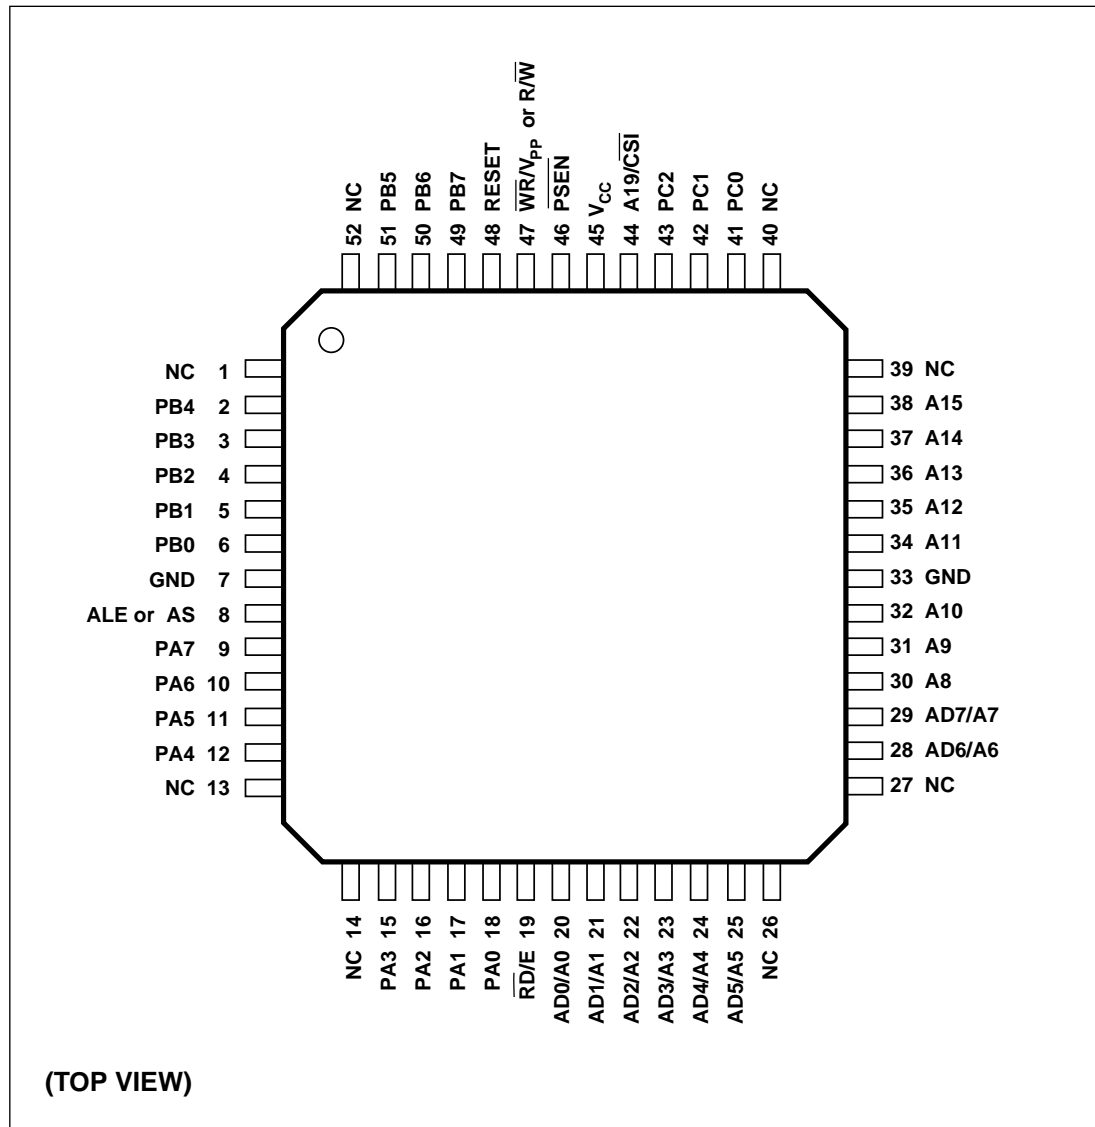 52 NC
51 PB5
50 PB6
49 PB7
48 RESET
47 W̅R̅/VPP or R/W̅
46 P̅S̅E̅N̅
45 VCC
44 A19/C̅S̅I̅
43 PC2
42 PC1
41 PC0
40 NC
NC 1
PB4 2
PB3 3
PB2 4
PB1 5
PB0 6
GND 7
ALE or AS 8
PA7 9
PA6 10
PA5 11
PA4 12
NC 13
39 NC
38 A15
37 A14
36 A13
35 A12
34 A11
33 GND
32 A10
31 A9
30 A8
29 AD7/A7
28 AD6/A6
27 NC
NC 14
PA3 15
PA2 16
PA1 17
PA0 18
R̅D̅/E 19
AD0/A0 20
AD1/A1 21
AD2/A2 22
AD3/A3 23
AD4/A4 24
AD5/A5 25
NC 26
(TOP VIEW)